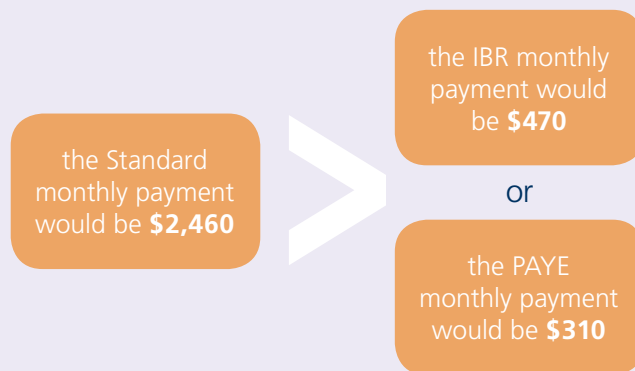 the Standard
monthly payment
would be $2,460
>
the IBR monthly
payment would
be $470
or
the PAYE
monthly payment
would be $310